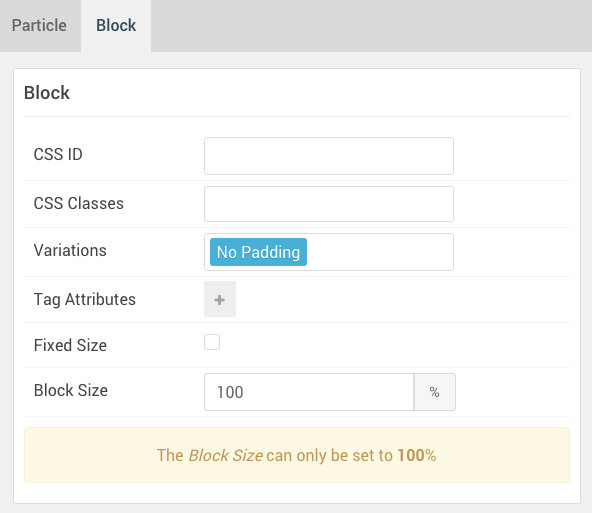 Particle Block
Block
CSS ID
CSS Classes
Variations No Padding
Tag Attributes +
Fixed Size
Block Size 100 %
The Block Size can only be set to 100%